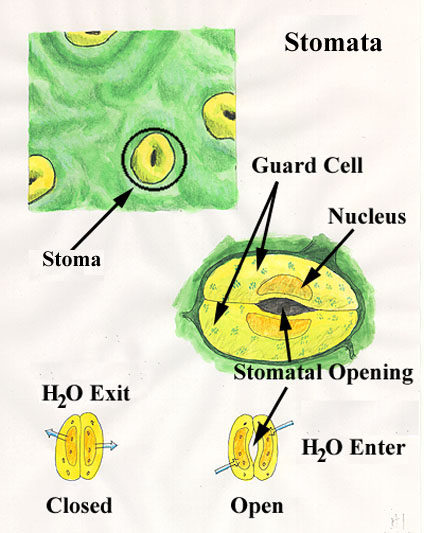 Stomata
Guard Cell
Nucleus
Stoma
Stomatal Opening
H₂O Exit
H₂O Enter
Closed
Open